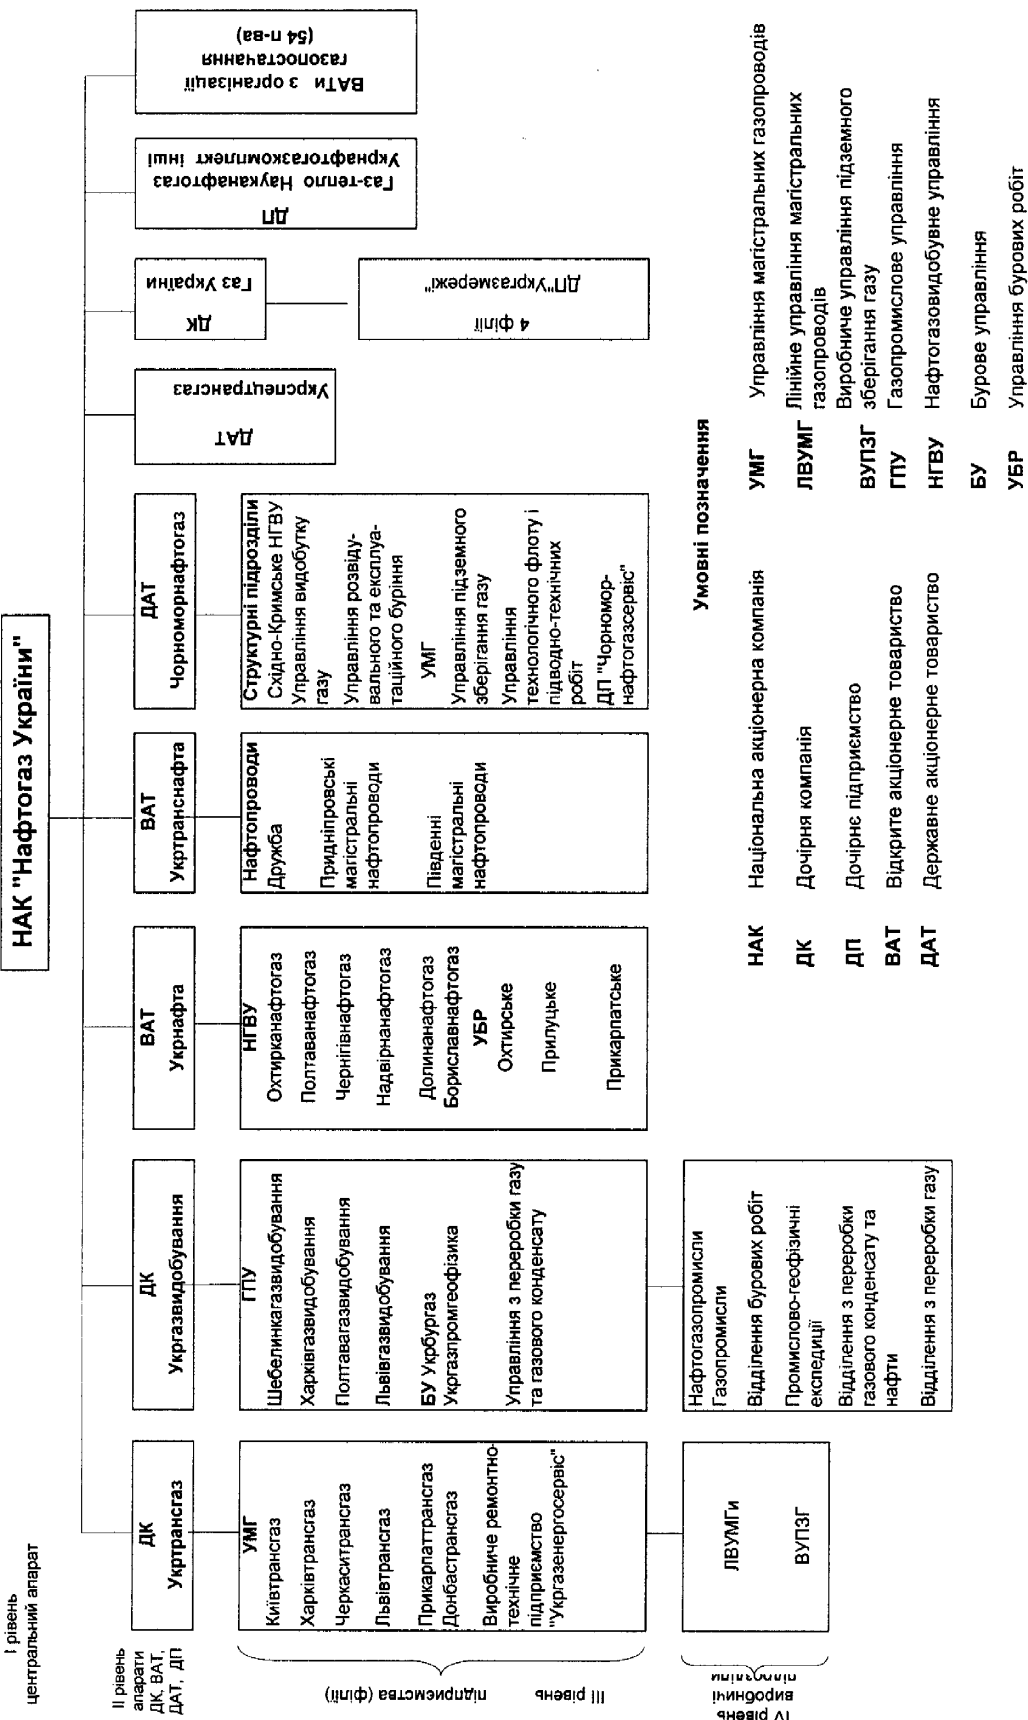 НАК "Нафтогаз України"
І рівень
центральний апарат
ІІ рівень
апарати
ДК, ВАТ,
ДАТ, ДП
ДК
Укртрансгаз
ДК
Укргазвидобування
ВАТ
Укрнафта
ВАТ
Укртранснафта
ДАТ
Чорноморнафтогаз
ДАТ
Укрспецтрансгаз
ДК
Газ України
ДП
Газ-тепло Науканафтогаз
Укрнафтогазкомплект інші
ВАТи з організації
газопостачання
(54 п-ва)
ІІІ рівень
підприємства (філії)
УМГ
Київтрансгаз
Харківтрансгаз
Черкаситрансгаз
Львівтрансгаз
Прикарпаттрансгаз
Донбастрансгаз
Виробниче ремонтно-
технічне
підприємство
"Укргазенергосервіс"
ГПУ
Шебелинкагазвидобування
Харківгазвидобування
Полтавагазвидобування
Львівгазвидобування
БУ Укрбургаз
Укргазпромгеофізика
Управління з переробки газу
та газового конденсату
НГВУ
Охтирканафтогаз
Полтаванафтогаз
Чернігівнафтогаз
Надвірнанафтогаз
Долинанафтогаз
Бориславнафтогаз
УБР
Охтирське
Прилуцьке
Прикарпатське
Нафтопроводи
Дружба
Придніпровські
магістральні
нафтопроводи
Південні
магістральні
нафтопроводи
Структурні підрозділи
Східно-Кримське НГВУ
Управління видобутку
газу
Управління розвіду-
вального та експлуа-
таційного буріння
УМГ
Управління підземного
зберігання газу
Управління
технологічного флоту і
підводно-технічних
робіт
ДП "Чорномор-
нафтогазсервіс"
4 філії
ДП"Укргазмережі"
IV рівень
виробничі
підрозділи
ЛВУМГи
ВУПЗГ
Нафтогазопромисли
Газопромисли
Відділення бурових робіт
Промислово-геофізичні
експедиції
Відділення з переробки
газового конденсату та
нафти
Відділення з переробки газу
Умовні позначення
НАК Національна акціонерна компанія
ДК Дочірня компанія
ДП Дочірнє підприємство
ВАТ Відкрите акціонерне товариство
ДАТ Державне акціонерне товариство
УМГ Управління магістральних газопроводів
ЛВУМГ Лінійне управління магістральних
газопроводів
ВУПЗГ Виробниче управління підземного
зберігання газу
ГПУ Газопромислове управління
НГВУ Нафтогазовидобувне управління
БУ Бурове управління
УБР Управління бурових робіт